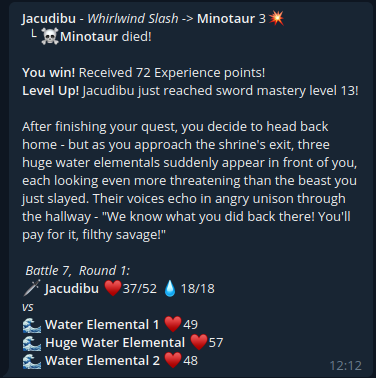 Jacudibu - Whirlwind Slash -> Minotaur 3💥
└ ☠️Minotaur died!
You win! Received 72 Experience points!
Level Up! Jacudibu just reached sword mastery level 13!
After finishing your quest, you decide to head back
home - but as you approach the shrine's exit, three
huge water elementals suddenly appear in front of you,
each looking even more threatening than the beast you
just slayed. Their voices echo in angry unison through
the hallway - "We know what you did back there! You'll
pay for it, filthy savage!"
Battle 7, Round 1:
🗡️ Jacudibu ❤️37/52 💧18/18
vs
🌊 Water Elemental 1 ❤️49
🌊 Huge Water Elemental ❤️57
🌊 Water Elemental 2 ❤️48
12:12